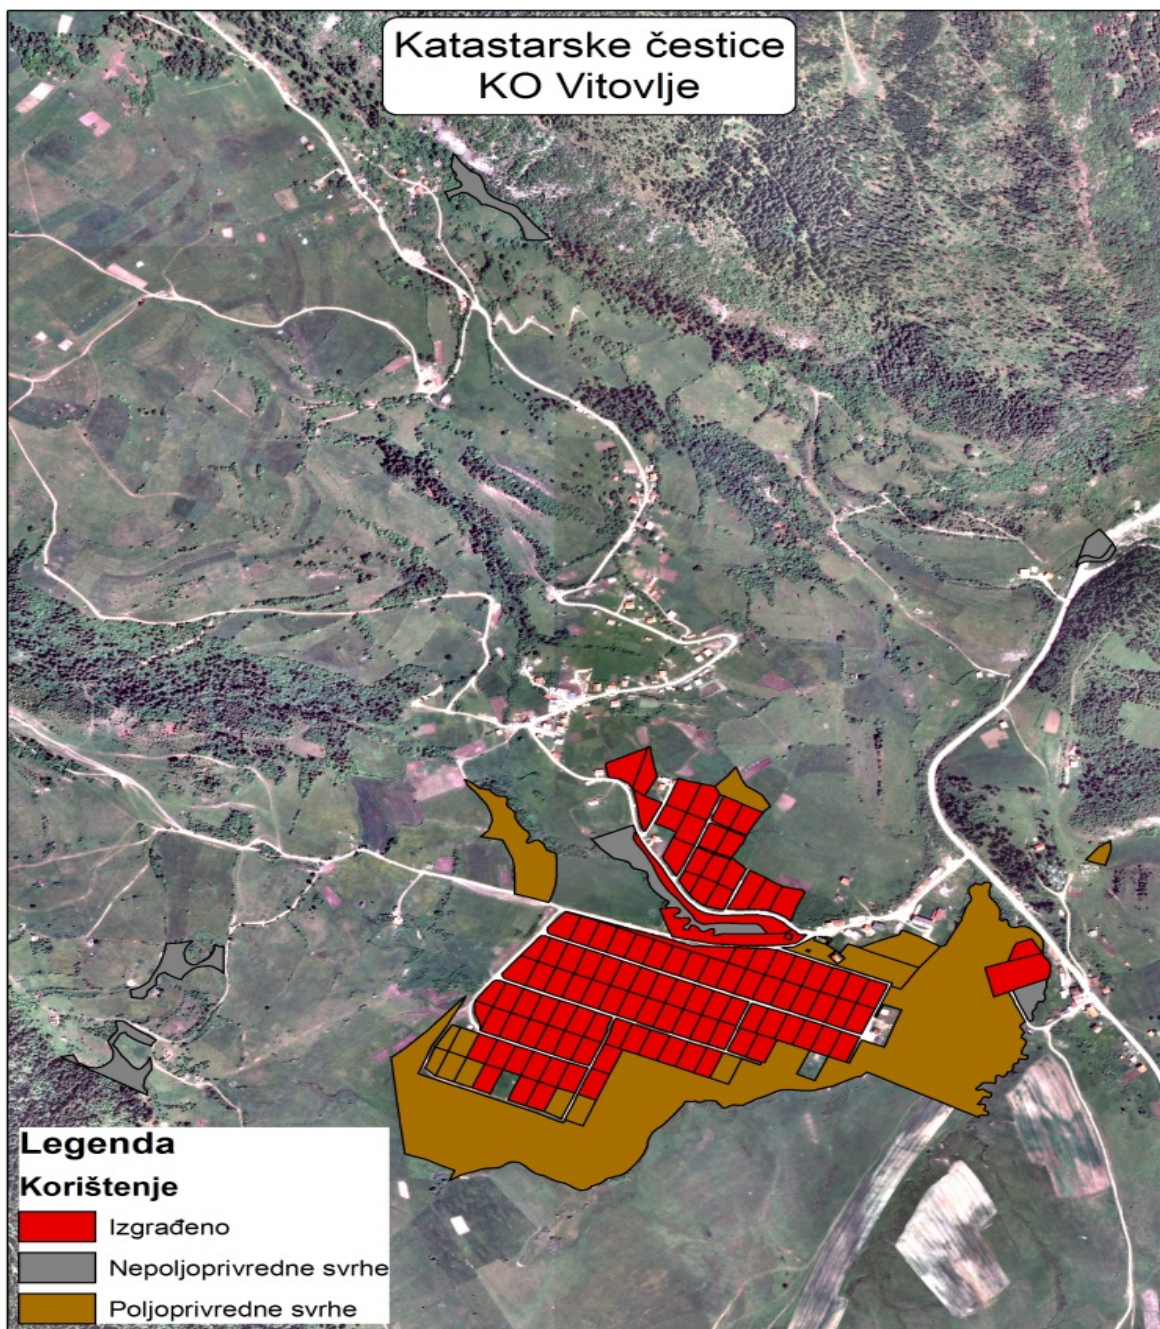 Katastarske čestice
KO Vitovlje
Legenda
Korištenje
Izgrađeno
Nepoljoprivredne svrhe
Poljoprivredne svrhe